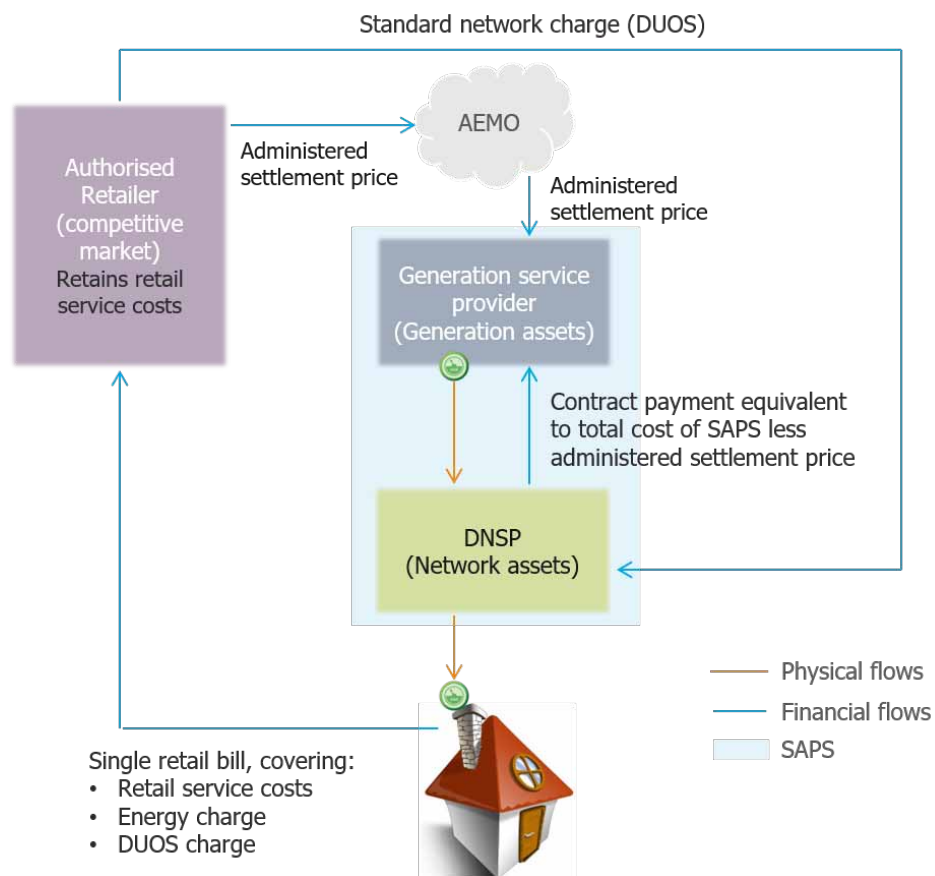 Standard network charge (DUOS)
AEMO
Administered
settlement price
Authorised
Retailer
(competitive
market)
Retains retail
service costs
Administered
settlement price
Generation service
provider
(Generation assets)
Contract payment equivalent
to total cost of SAPS less
administered settlement price
DNSP
(Network assets)
Physical flows
Financial flows
SAPS
Single retail bill, covering:
• Retail service costs
• Energy charge
• DUOS charge